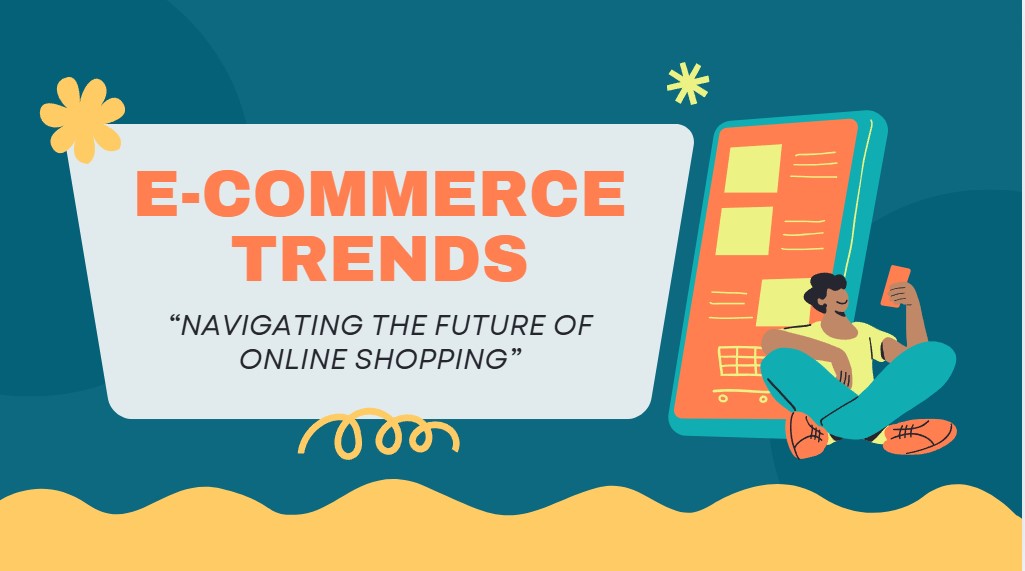 E-COMMERCE
TRENDS
“NAVIGATING THE FUTURE OF
ONLINE SHOPPING”